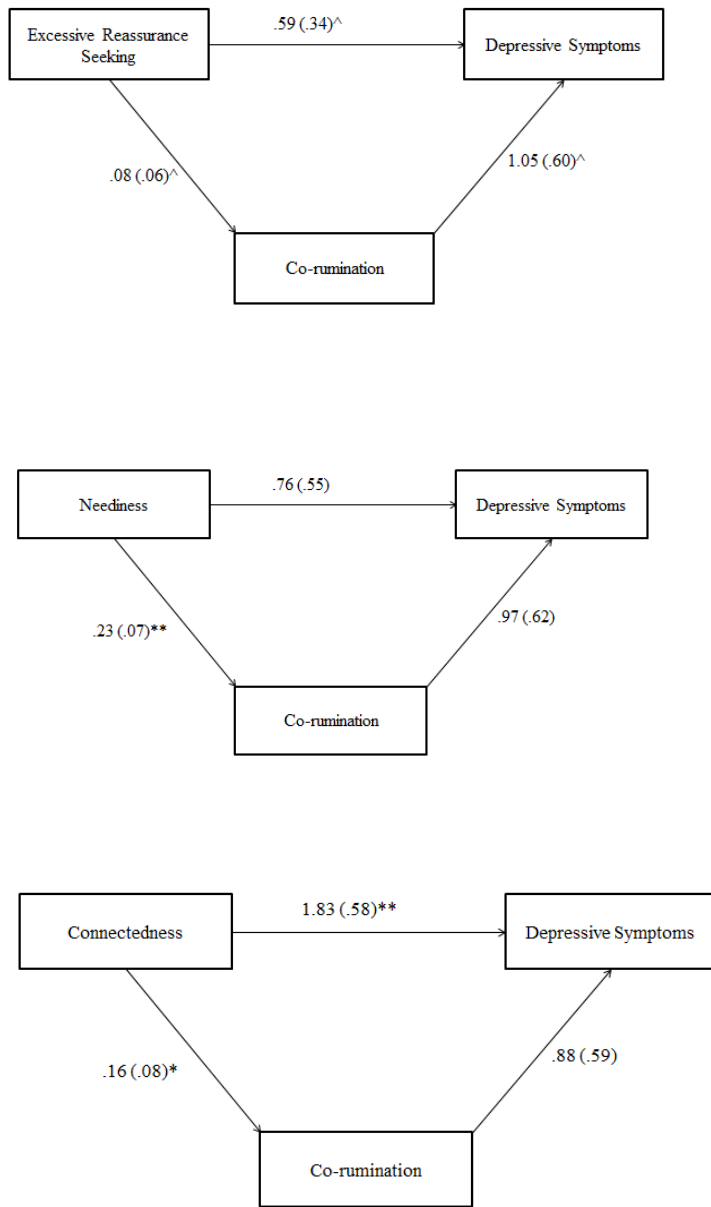 .59 (.34)^
Excessive Reassurance
Seeking
Depressive Symptoms
.08 (.06)^
1.05 (.60)^
Co-rumination
Neediness
.76 (.55)
Depressive Symptoms
.23 (.07)**
.97 (.62)
Co-rumination
Connectedness
1.83 (.58)**
Depressive Symptoms
.16 (.08)*
.88 (.59)
Co-rumination